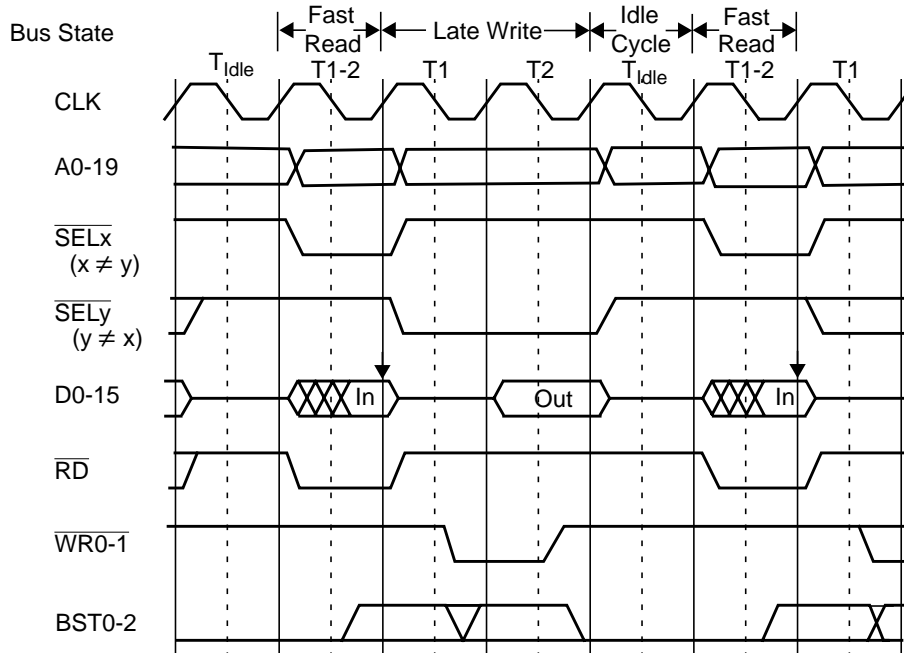 Bus State
Fast Read
Late Write
Idle Cycle
Fast Read
TIdle
T1-2
T1
T2
TIdle
T1-2
T1
CLK
A0-19
SELx
(x ≠ y)
SELy
(y ≠ x)
D0-15
In
Out
In
RD
WR0-1
BST0-2